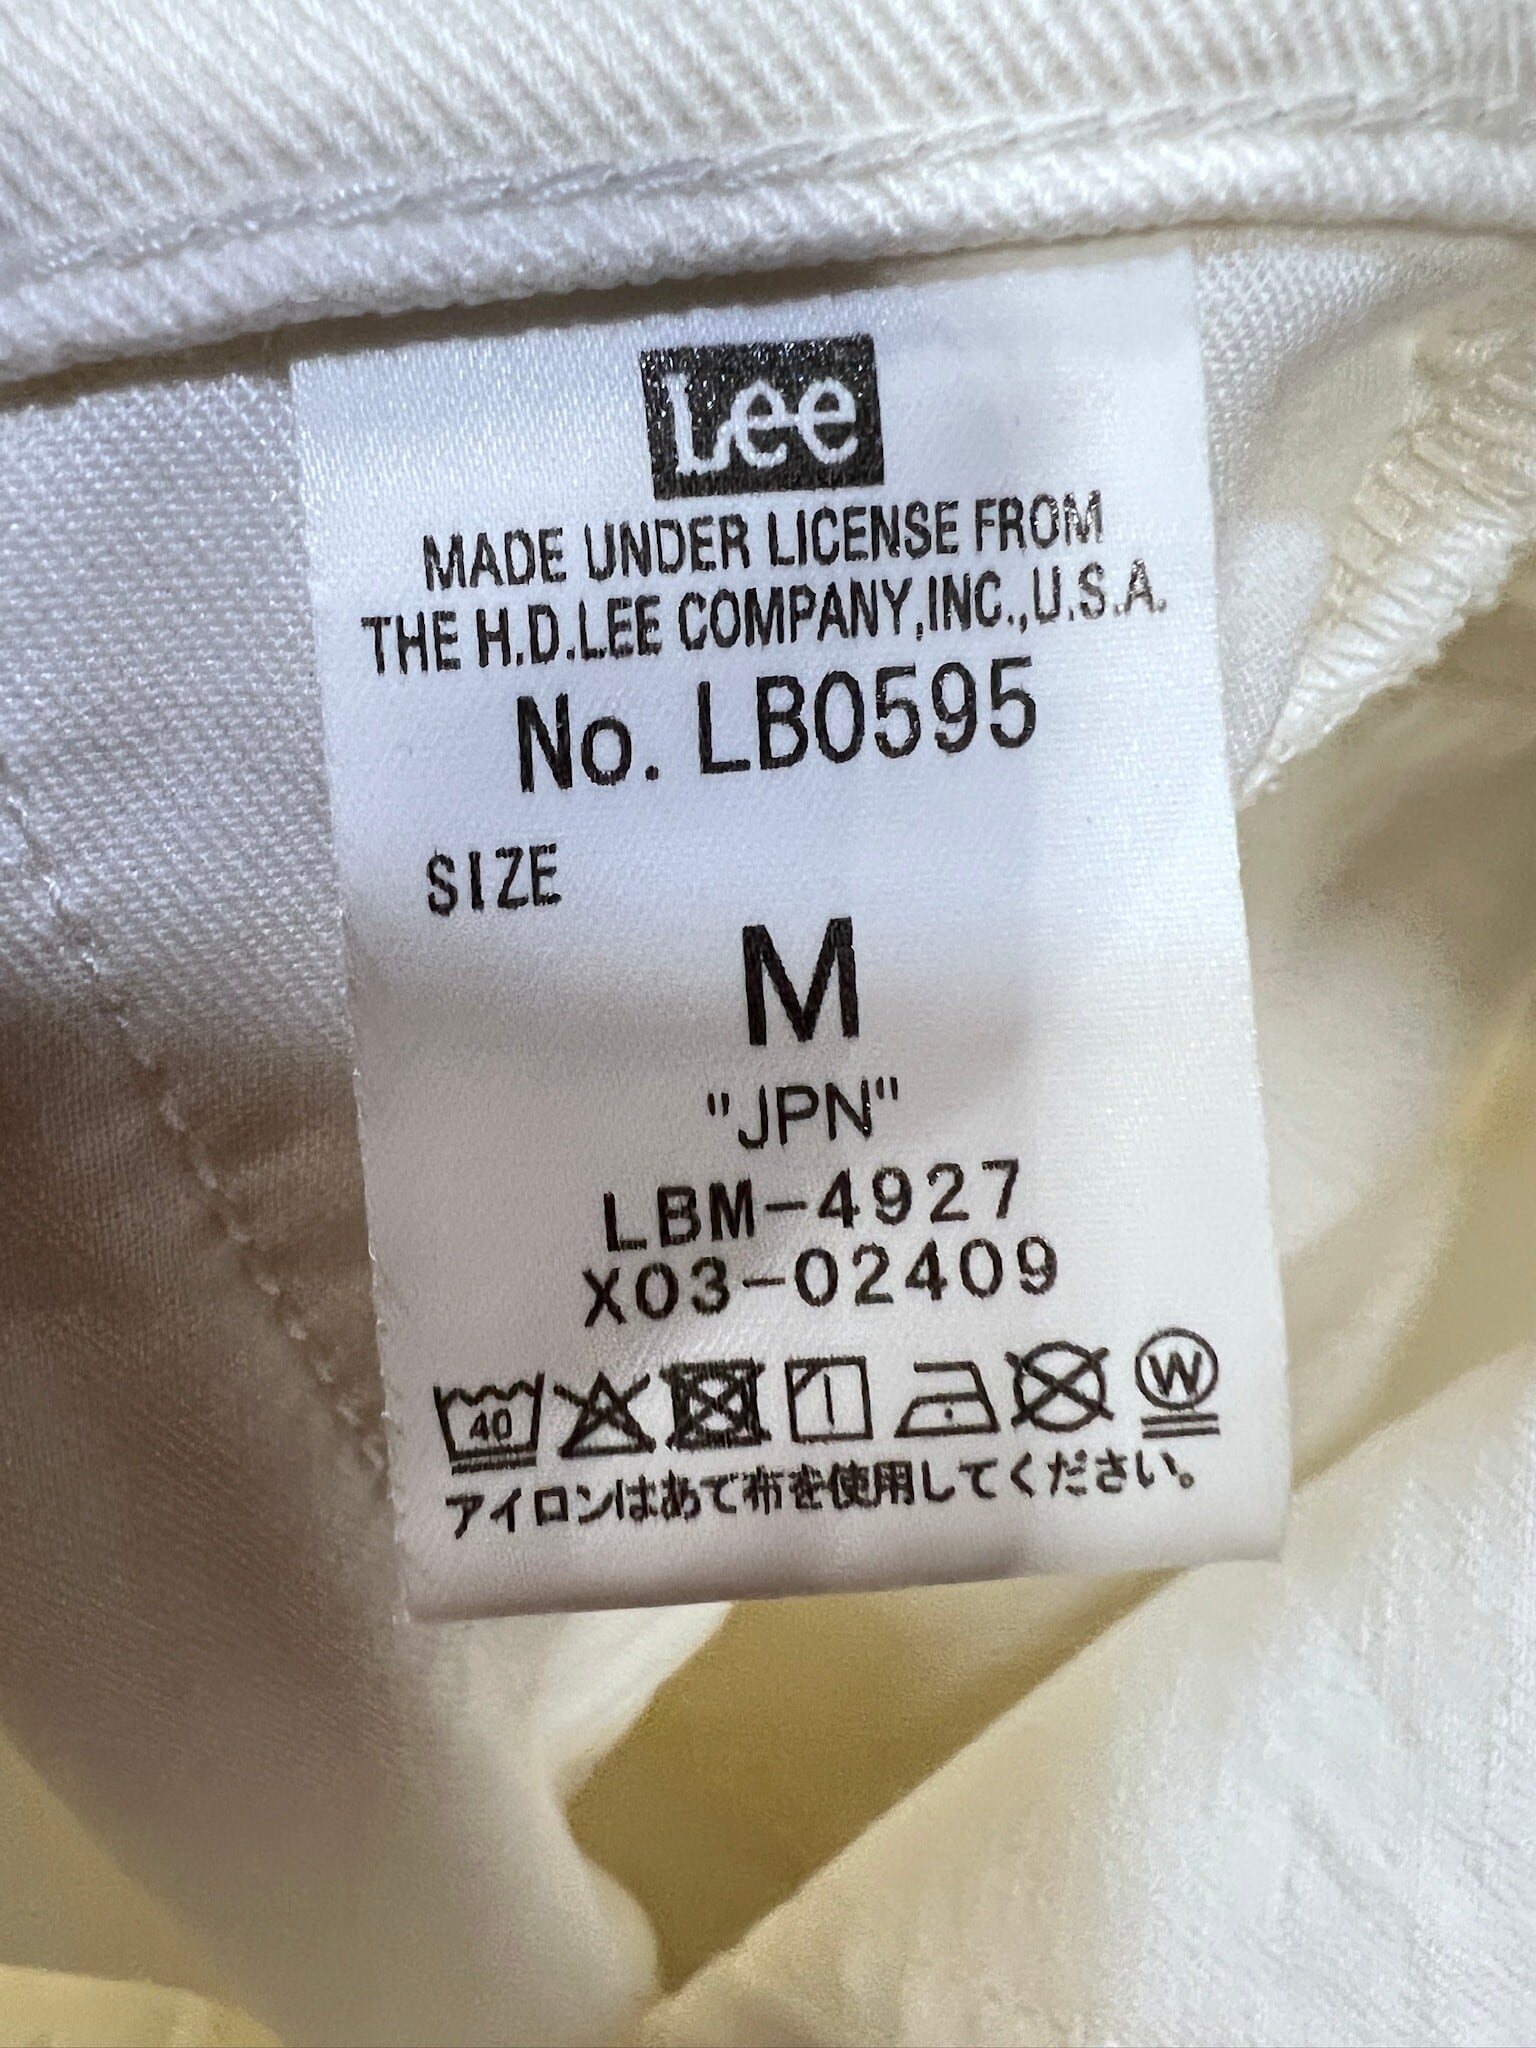 Lee
MADE UNDER LICENSE FROM
THE H.D.LEE COMPANY,INC.,U.S.A.
No. LB0595
SIZE
M
"JPN"
LBM-4927
X03-02409
40 W
アイロンはあて布を使用してください。